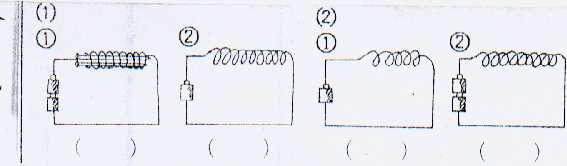 (1)
① ②
(2)
① ②
( ) ( ) ( ) ( )